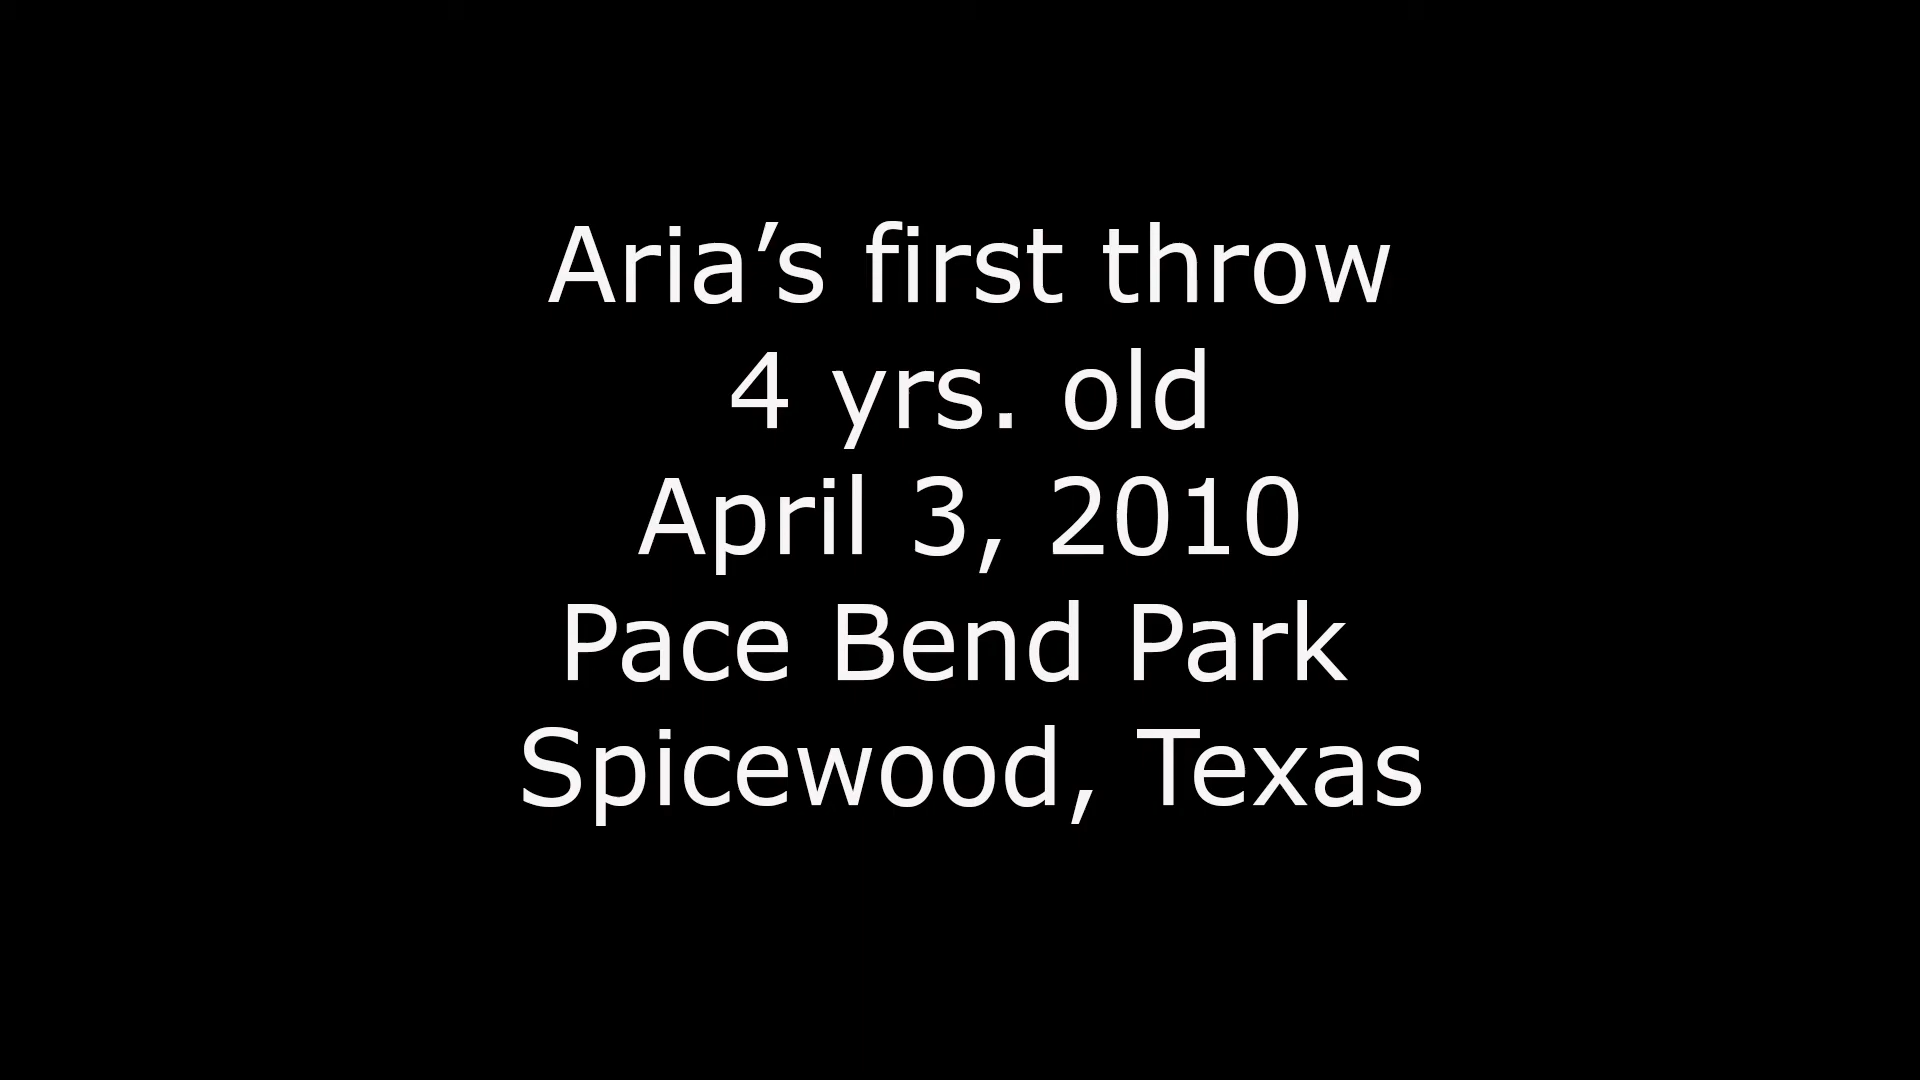 Aria’s first throw
4 yrs. old
April 3, 2010
Pace Bend Park
Spicewood, Texas